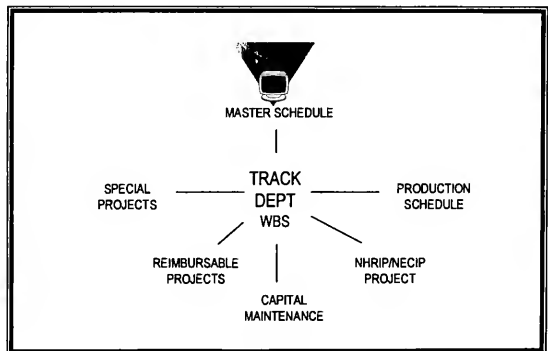 MASTER SCHEDULE
TRACK
DEPT
WBS
SPECIAL
PROJECTS
PRODUCTION
SCHEDULE
REIMBURSABLE
PROJECTS
NHRIP/NECIP
PROJECT
CAPITAL
MAINTENANCE